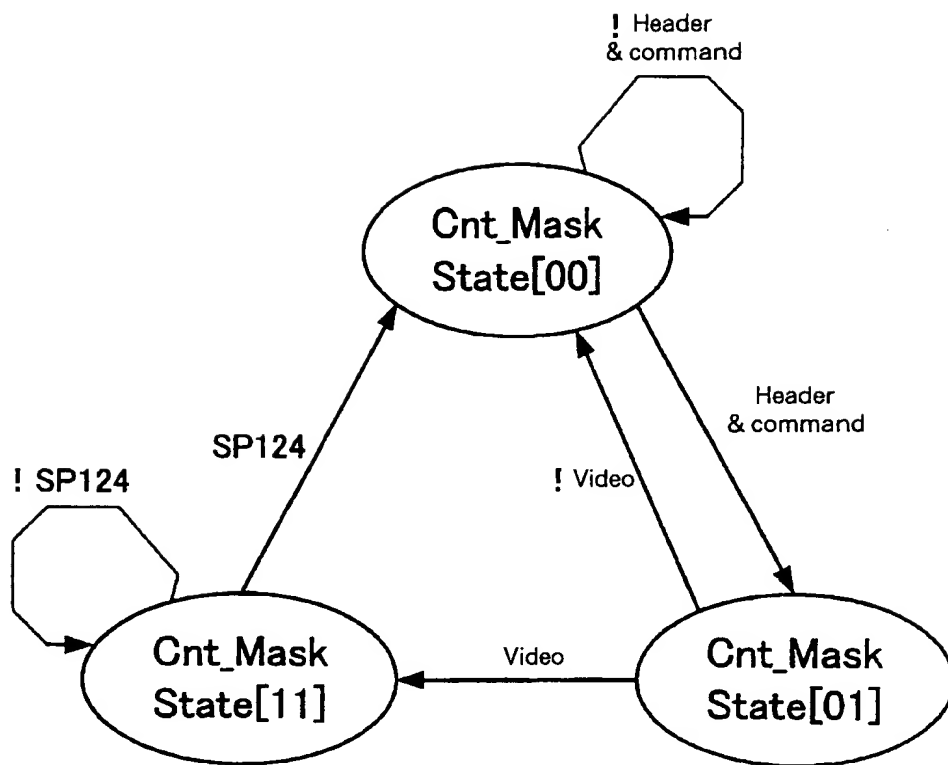 ! Header
& command
Cnt_Mask
State[00]
Header
& command
SP124
! Video
! SP124
Cnt_Mask
State[11]
Video
Cnt_Mask
State[01]